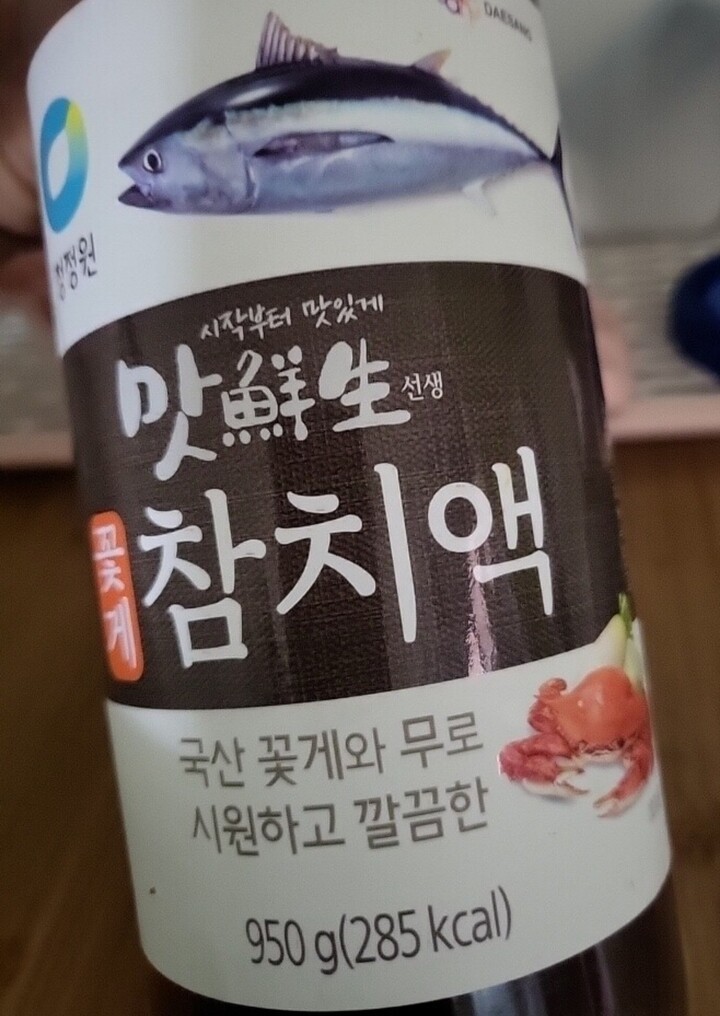 DAESANG
청정원
시작부터 맛있게
맛鮮生 선생
꽃게
참치액
국산 꽃게와 무로
시원하고 깔끔한
950 g(285 kcal)